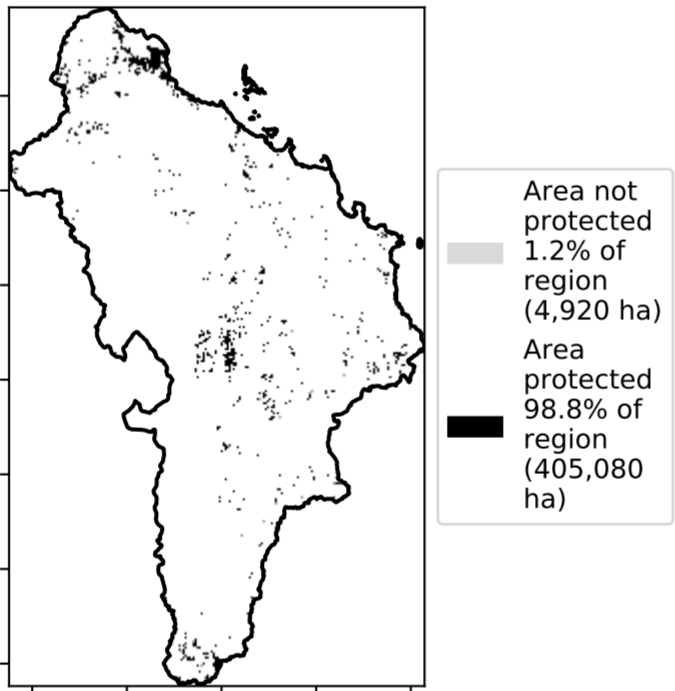 Area not
protected
1.2% of
region
(4,920 ha)
Area
protected
98.8% of
region
(405,080
ha)